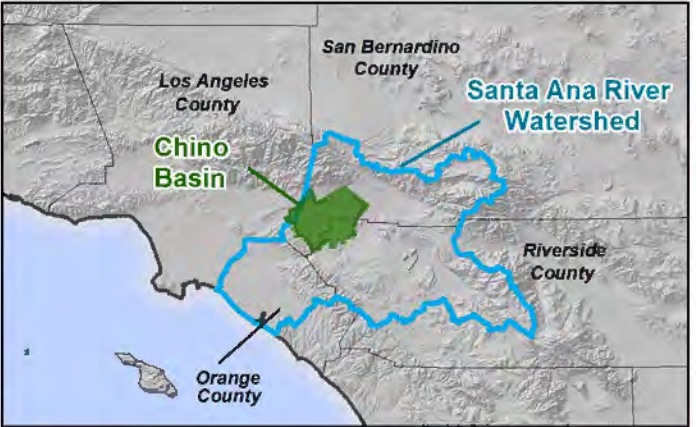 San Bernardino
County
Los Angeles
County
Santa Ana River
Watershed
Chino
Basin
Riverside
County
Orange
County